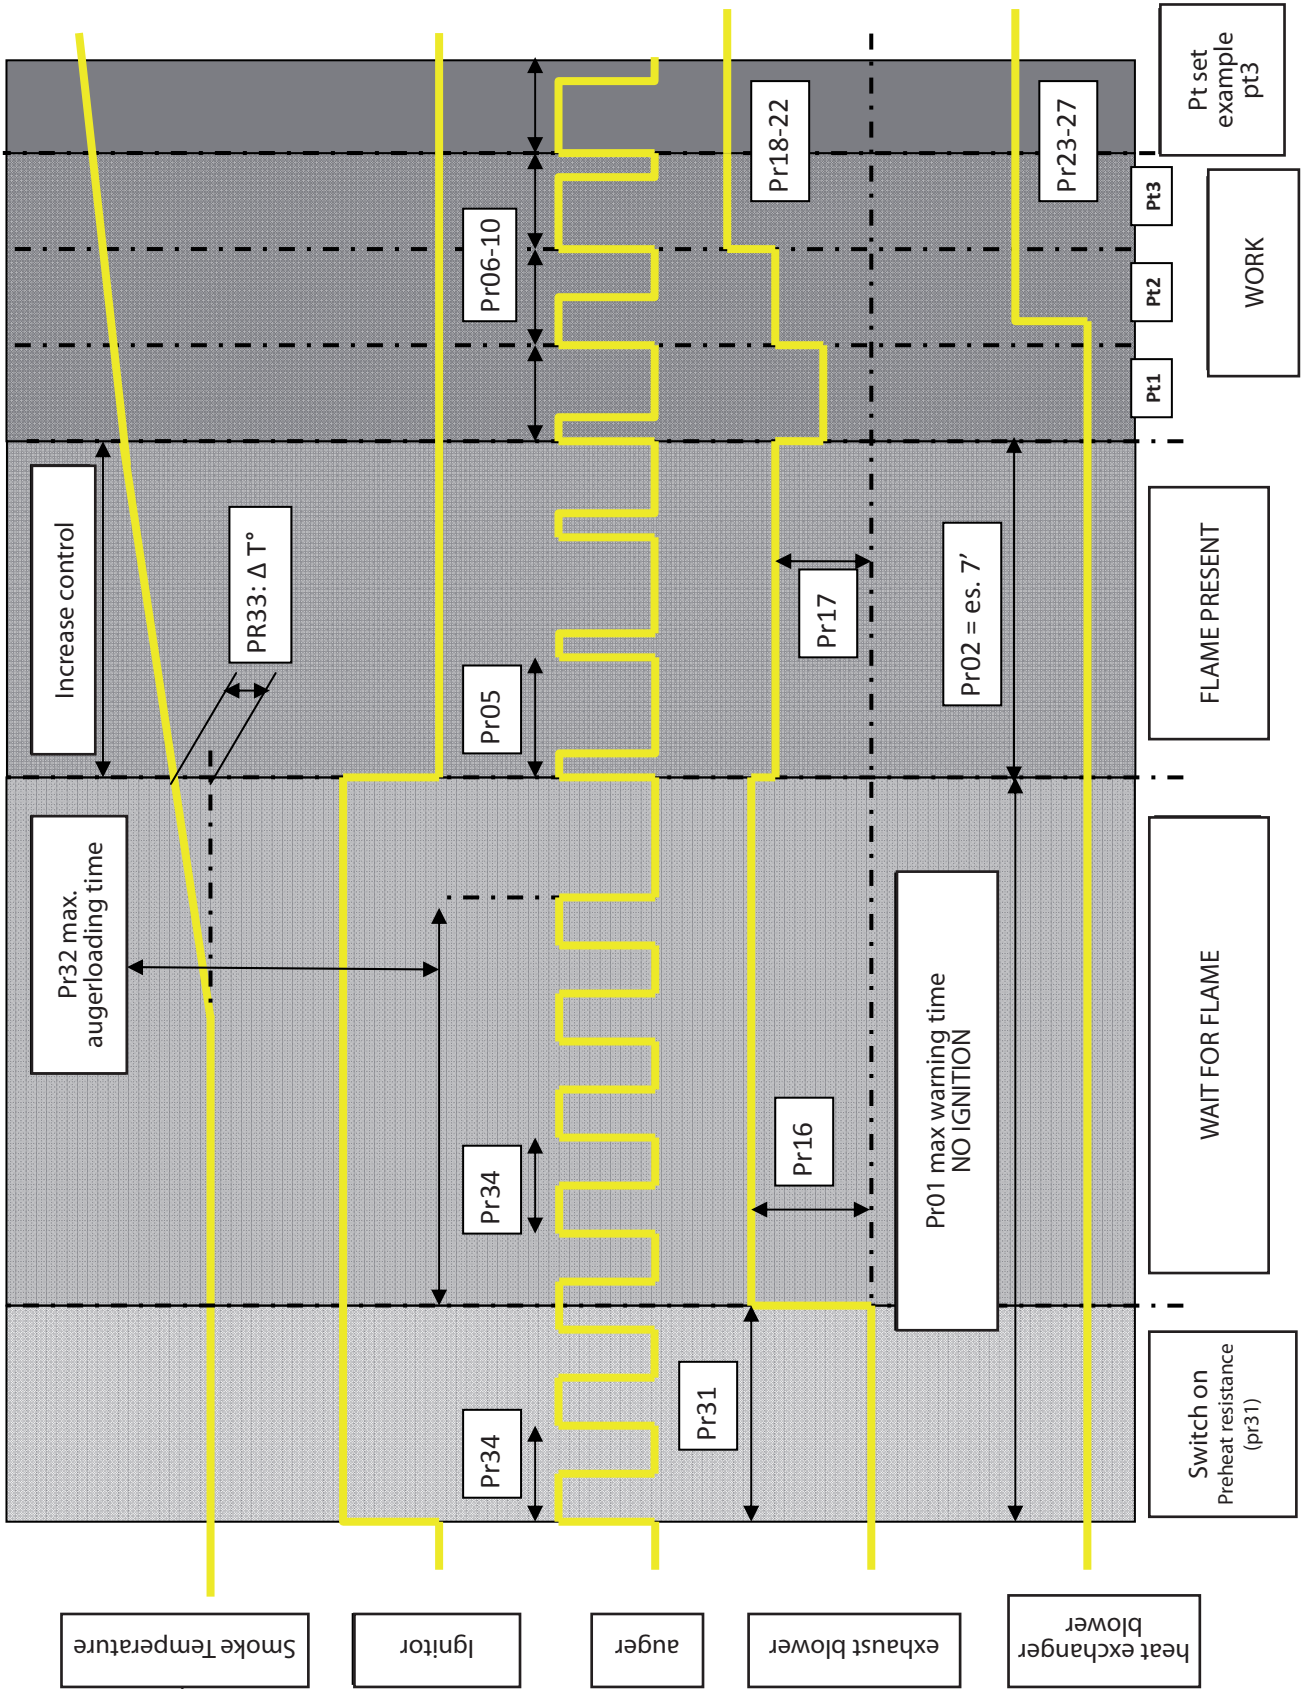 Smoke Temperature
Ignitor
auger
exhaust blower
heat exchanger
blower
Pr32 max.
augerloading time
Increase control
PR33: Δ T°
Pr34
Pr34
Pr05
Pr06-10
Pr31
Pr16
Pr17
Pr18-22
Pr01 max warning time
NO IGNITION
Pr02 = es. 7’
Pr23-27
Pt1
Pt2
Pt3
Switch on
Preheat resistance
(pr31)
WAIT FOR FLAME
FLAME PRESENT
WORK
Pt set
example
pt3